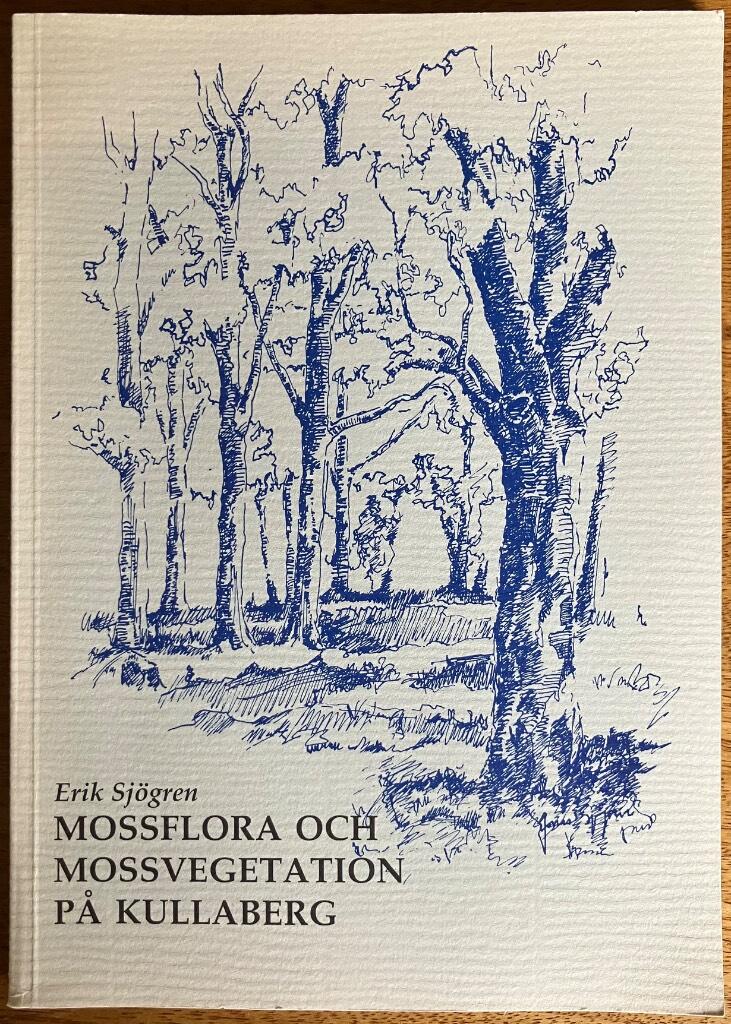 Erik Sjögren
MOSSFLORA OCH
MOSSVEGETATION
PÅ KULLABERG